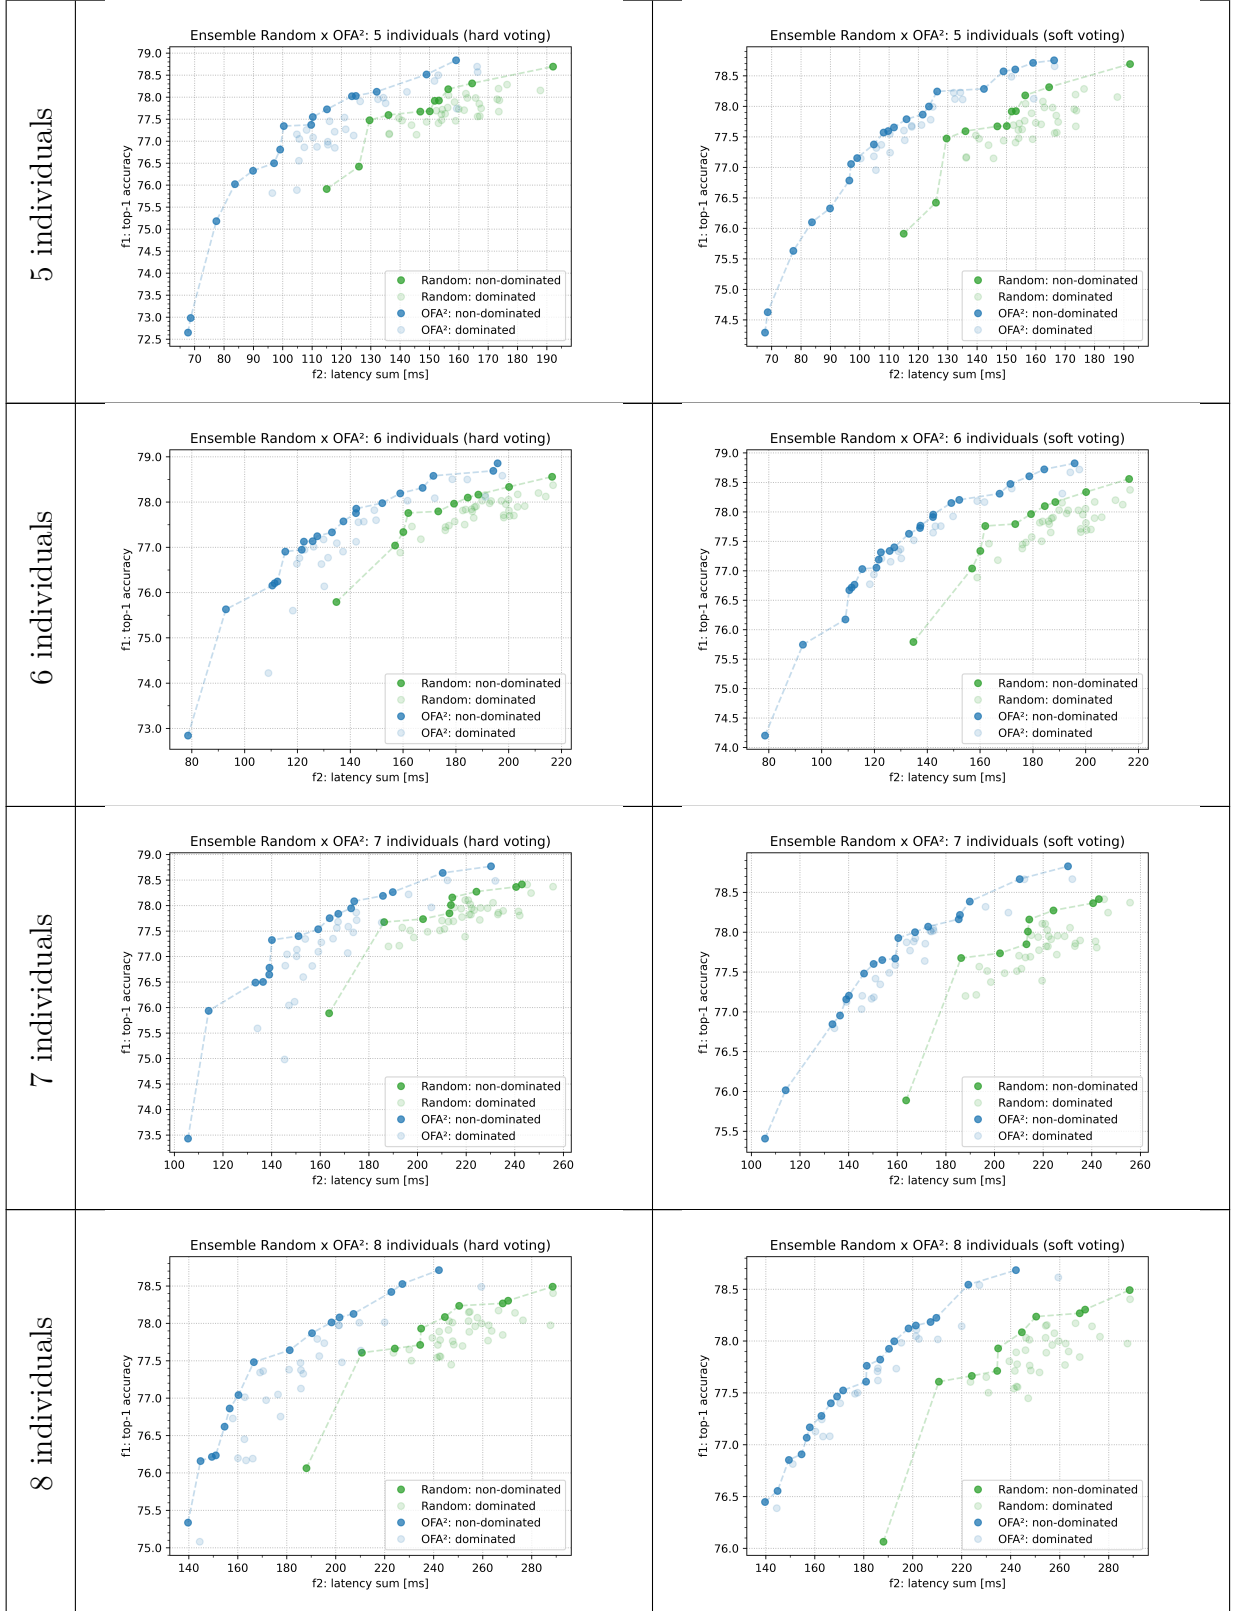 5 individuals
Ensemble Random x OFA²: 5 individuals (hard voting)
79.0
78.5
78.0
77.5
77.0
76.5
76.0
75.5
75.0
74.5
74.0
73.5
73.0
72.5
f1: top-1 accuracy
70 80 90 100 110 120 130 140 150 160 170 180 190
f2: latency sum [ms]
Random: non-dominated
Random: dominated
OFA²: non-dominated
OFA²: dominated
Ensemble Random x OFA²: 5 individuals (soft voting)
78.5
78.0
77.5
77.0
76.5
76.0
75.5
75.0
74.5
f1: top-1 accuracy
70 80 90 100 110 120 130 140 150 160 170 180 190
f2: latency sum [ms]
Random: non-dominated
Random: dominated
OFA²: non-dominated
OFA²: dominated
6 individuals
Ensemble Random x OFA²: 6 individuals (hard voting)
79.0
78.0
77.0
76.0
75.0
74.0
73.0
f1: top-1 accuracy
80 100 120 140 160 180 200 220
f2: latency sum [ms]
Random: non-dominated
Random: dominated
OFA²: non-dominated
OFA²: dominated
Ensemble Random x OFA²: 6 individuals (soft voting)
79.0
78.5
78.0
77.5
77.0
76.5
76.0
75.5
75.0
74.5
74.0
f1: top-1 accuracy
80 100 120 140 160 180 200 220
f2: latency sum [ms]
Random: non-dominated
Random: dominated
OFA²: non-dominated
OFA²: dominated
7 individuals
Ensemble Random x OFA²: 7 individuals (hard voting)
79.0
78.5
78.0
77.5
77.0
76.5
76.0
75.5
75.0
74.5
74.0
73.5
f1: top-1 accuracy
100 120 140 160 180 200 220 240 260
f2: latency sum [ms]
Random: non-dominated
Random: dominated
OFA²: non-dominated
OFA²: dominated
Ensemble Random x OFA²: 7 individuals (soft voting)
78.5
78.0
77.5
77.0
76.5
76.0
75.5
f1: top-1 accuracy
100 120 140 160 180 200 220 240 260
f2: latency sum [ms]
Random: non-dominated
Random: dominated
OFA²: non-dominated
OFA²: dominated
8 individuals
Ensemble Random x OFA²: 8 individuals (hard voting)
78.5
78.0
77.5
77.0
76.5
76.0
75.5
75.0
f1: top-1 accuracy
140 160 180 200 220 240 260 280
f2: latency sum [ms]
Random: non-dominated
Random: dominated
OFA²: non-dominated
OFA²: dominated
Ensemble Random x OFA²: 8 individuals (soft voting)
78.5
78.0
77.5
77.0
76.5
76.0
f1: top-1 accuracy
140 160 180 200 220 240 260 280
f2: latency sum [ms]
Random: non-dominated
Random: dominated
OFA²: non-dominated
OFA²: dominated